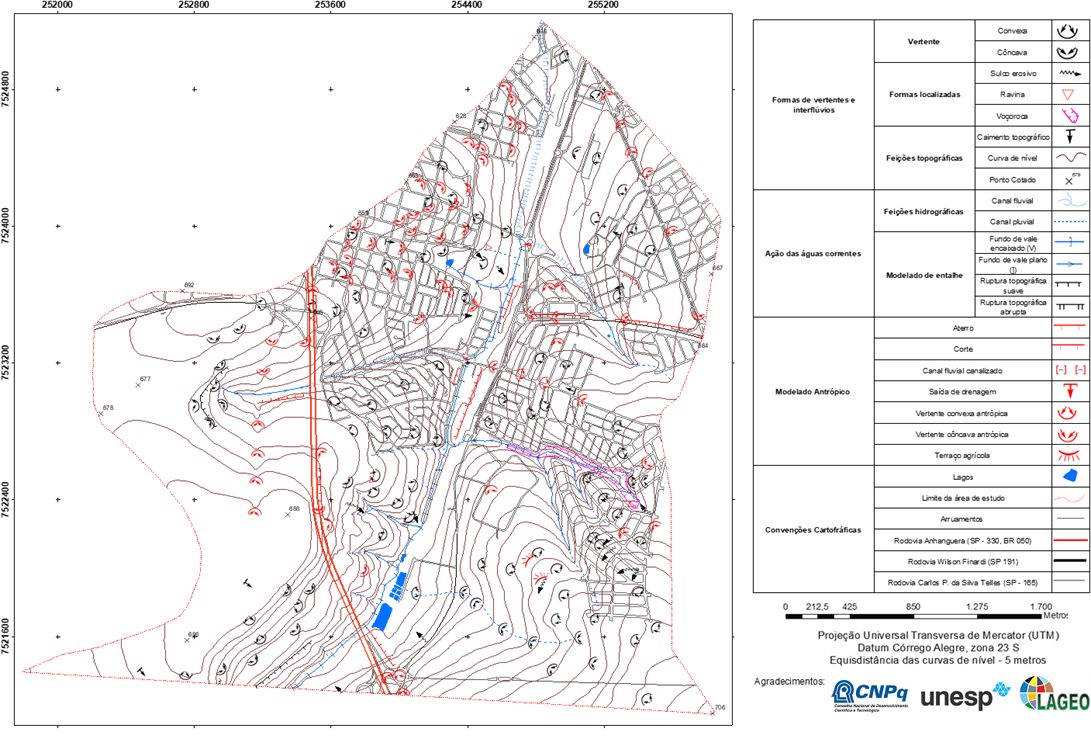 252000 252800 253600 254400 255200
7524800
7524000
7523200
7522400
7521600
628
692
677
678
667
664
668
706
Formas de vertentes e
interflúvios
Vertente
Convexa
Côncava
Formas localizadas
Sulco erosivo
Ravina
Voçoroca
Feições topográficas
Caimento topográfico
Curva de nível
Ponto Cotado
679
Ação das águas correntes
Feições hidrográficas
Canal fluvial
Canal pluvial
Modelado de entalhe
Fundo de vale
encaixado (V)
Fundo de vale plano
(])
Ruptura topográfica
suave
Ruptura topográfica
abrupta
Modelado Antrópico
Aterro
Corte
Canal fluvial canalizado
Saída de drenagem
Vertente convexa antrópica
Vertente côncava antrópica
Terraço agrícola
Convenções Cartofráficas
Lagos
Limite da área de estudo
Arruamentos
Rodovia Anhanguera (SP - 330, BR 050)
Rodovia Wilson Finardi (SP 191)
Rodovia Carlos P. da Silva Telles (SP - 165)
0 212,5 425 850 1.275 1.700
Metros
Projeção Universal Transversa de Mercator (UTM)
Datum Córrego Alegre, zona 23 S
Equisdistância das curvas de nível - 5 metros
Agradecimentos:
CNPq
Conselho Nacional de Desenvolvimento
Científico e Tecnológico
unesp
LAGEO